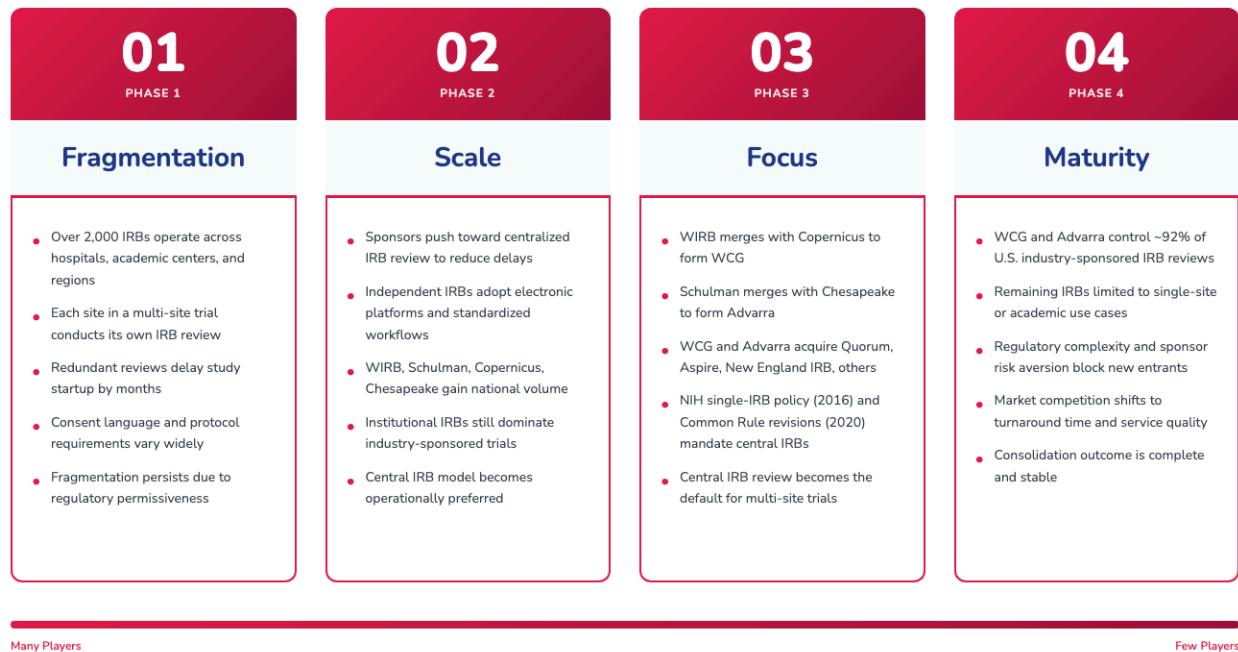 01
PHASE 1
Fragmentation
Over 2,000 IRBs operate across
hospitals, academic centers, and
regions
Each site in a multi-site trial
conducts its own IRB review
Redundant reviews delay study
startup by months
Consent language and protocol
requirements vary widely
Fragmentation persists due to
regulatory permissiveness
02
PHASE 2
Scale
Sponsors push toward centralized
IRB review to reduce delays
Independent IRBs adopt electronic
platforms and standardized
workflows
WIRB, Schulman, Copernicus,
Chesapeake gain national volume
Institutional IRBs still dominate
industry-sponsored trials
Central IRB model becomes
operationally preferred
03
PHASE 3
Focus
WIRB merges with Copernicus to
form WCG
Schulman merges with Chesapeake
to form Advarra
WCG and Advarra acquire Quorum,
Aspire, New England IRB, others
NIH single-IRB policy (2016) and
Common Rule revisions (2020)
mandate central IRBs
Central IRB review becomes the
default for multi-site trials
04
PHASE 4
Maturity
WCG and Advarra control ~92% of
U.S. industry-sponsored IRB reviews
Remaining IRBs limited to single-site
or academic use cases
Regulatory complexity and sponsor
risk aversion block new entrants
Market competition shifts to
turnaround time and service quality
Consolidation outcome is complete
and stable
Many Players
Few Players